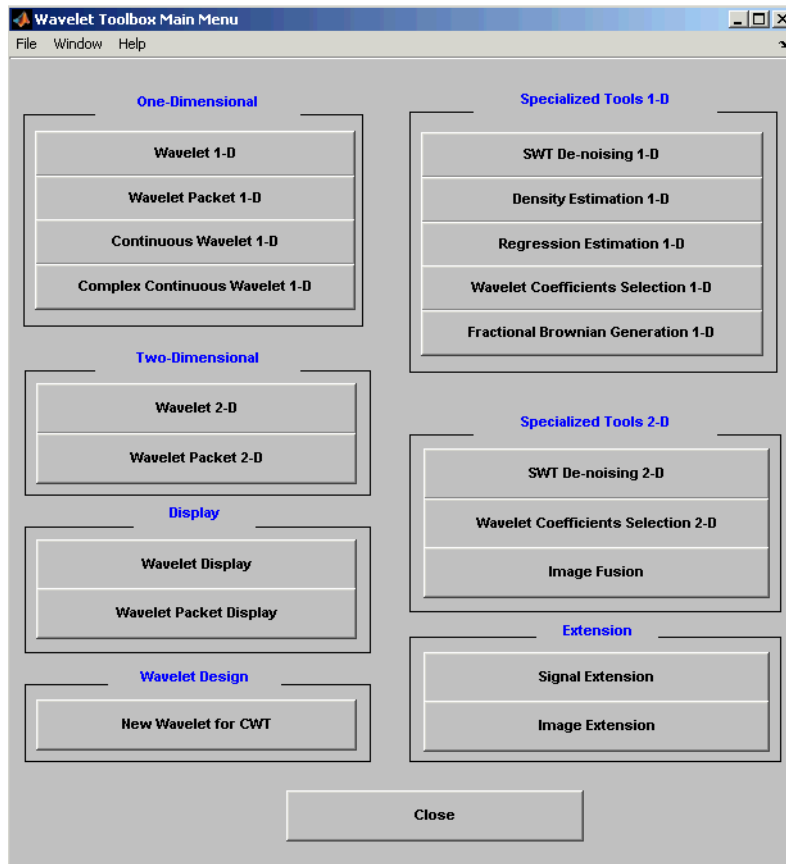 Wavelet Toolbox Main Menu
File Window Help
One-Dimensional
Wavelet 1-D
Wavelet Packet 1-D
Continuous Wavelet 1-D
Complex Continuous Wavelet 1-D
Two-Dimensional
Wavelet 2-D
Wavelet Packet 2-D
Display
Wavelet Display
Wavelet Packet Display
Wavelet Design
New Wavelet for CWT
Specialized Tools 1-D
SWT De-noising 1-D
Density Estimation 1-D
Regression Estimation 1-D
Wavelet Coefficients Selection 1-D
Fractional Brownian Generation 1-D
Specialized Tools 2-D
SWT De-noising 2-D
Wavelet Coefficients Selection 2-D
Image Fusion
Extension
Signal Extension
Image Extension
Close